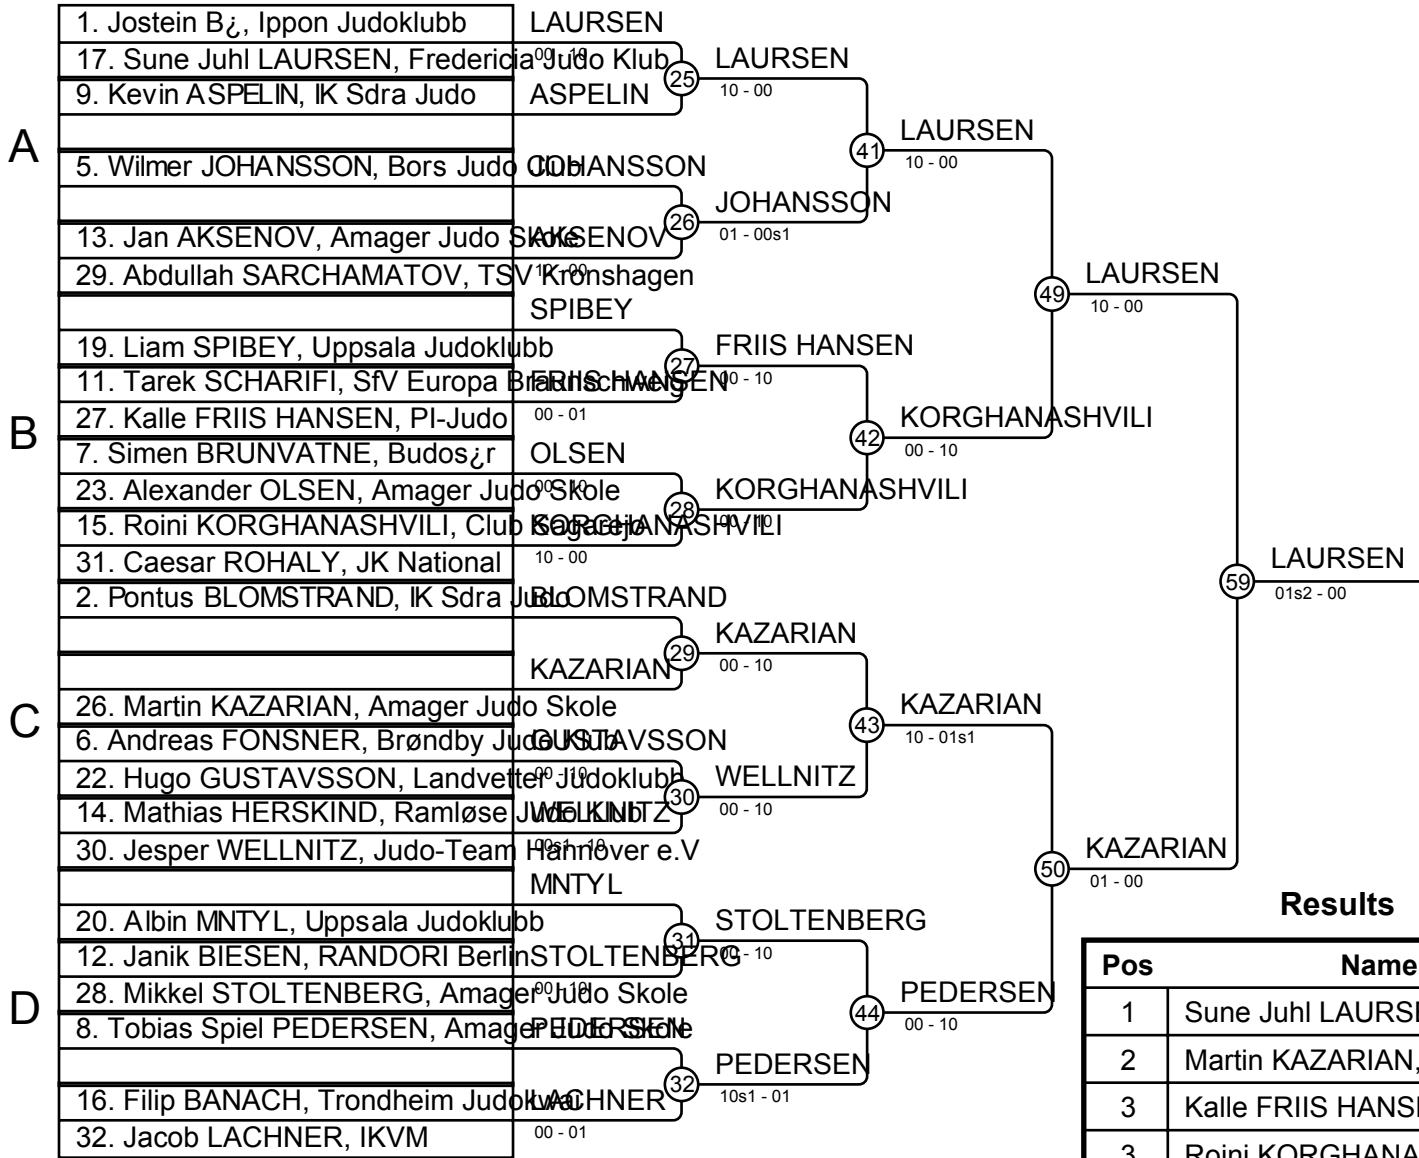 1. Jostein B¿, Ippon Judoklubb
17. Sune Juhl LAURSEN, Fredericia Judo Klub
9. Kevin ASPELIN, IK Sdra Judo
A
5. Wilmer JOHANSSON, Bors Judo Club
13. Jan AKSENOV, Amager Judo Skole
29. Abdullah SARCHAMATOV, TSV Kronshagen
19. Liam SPIBEY, Uppsala Judoklubb
11. Tarek SCHARIFI, SfV Europa Braunschweig
27. Kalle FRIIS HANSEN, PI-Judo
B
7. Simen BRUNVATNE, Budos¿r
23. Alexander OLSEN, Amager Judo Skole
15. Roini KORGHANASHVILI, Club Sagarejo
31. Caesar ROHALY, JK National
2. Pontus BLOMSTRAND, IK Sdra Judo
26. Martin KAZARIAN, Amager Judo Skole
C
6. Andreas FONSNER, Brøndby Judo Klub
22. Hugo GUSTAVSSON, Landvetter Judoklubb
14. Mathias HERSKIND, Ramløse Judo Klub
30. Jesper WELLNITZ, Judo-Team Hannover e.V
20. Albin MNTYL, Uppsala Judoklubb
12. Janik BIESEN, RANDORI Berlin
28. Mikkel STOLTENBERG, Amager Judo Skole
D
8. Tobias Spiel PEDERSEN, Amager Judo Skole
16. Filip BANACH, Trondheim Judokwai
32. Jacob LACHNER, IKVM
LAURSEN
00 - 10
ASPELIN
JOHANSSON
AKSENOV
10 - 00
SPIBEY
FRIIS HANSEN
00 - 01
OLSEN
00 - 10
KORGHANASHVILI
10 - 00
BLOMSTRAND
KAZARIAN
GUSTAVSSON
00 - 10
WELLNITZ
00s1 - 10
MNTYL
STOLTENBERG
00 - 10
PEDERSEN
LACHNER
00 - 01
25
LAURSEN
10 - 00
26
JOHANSSON
01 - 00s1
27
FRIIS HANSEN
00 - 10
28
KORGHANASHVILI
00 - 10
29
KAZARIAN
00 - 10
30
WELLNITZ
00 - 10
31
STOLTENBERG
00 - 10
32
PEDERSEN
10s1 - 01
41
LAURSEN
10 - 00
42
KORGHANASHVILI
00 - 10
43
KAZARIAN
10 - 01s1
44
PEDERSEN
00 - 10
49
LAURSEN
10 - 00
50
KAZARIAN
01 - 00
59
LAURSEN
01s2 - 00
Results
Pos Name
1 Sune Juhl LAURSE
2 Martin KAZARIAN,
3 Kalle FRIIS HANS
3 Roini KORGHANA